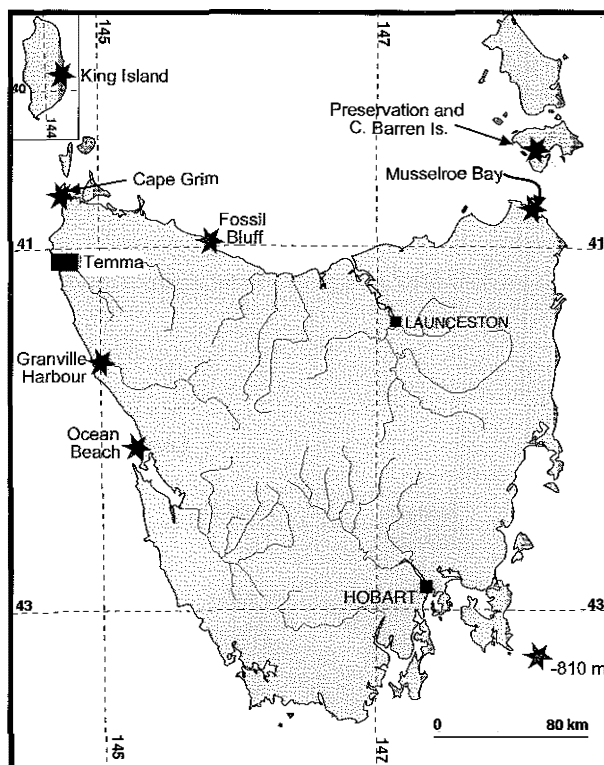 145
147
King Island
40
144
Preservation and
C. Barren Is.
Cape Grim
Musselroe Bay
Fossil
Bluff
41
41
Temma
LAUNCESTON
Granville
Harbour
Ocean
Beach
HOBART
43
43
-810 m
0 80 km
145
147